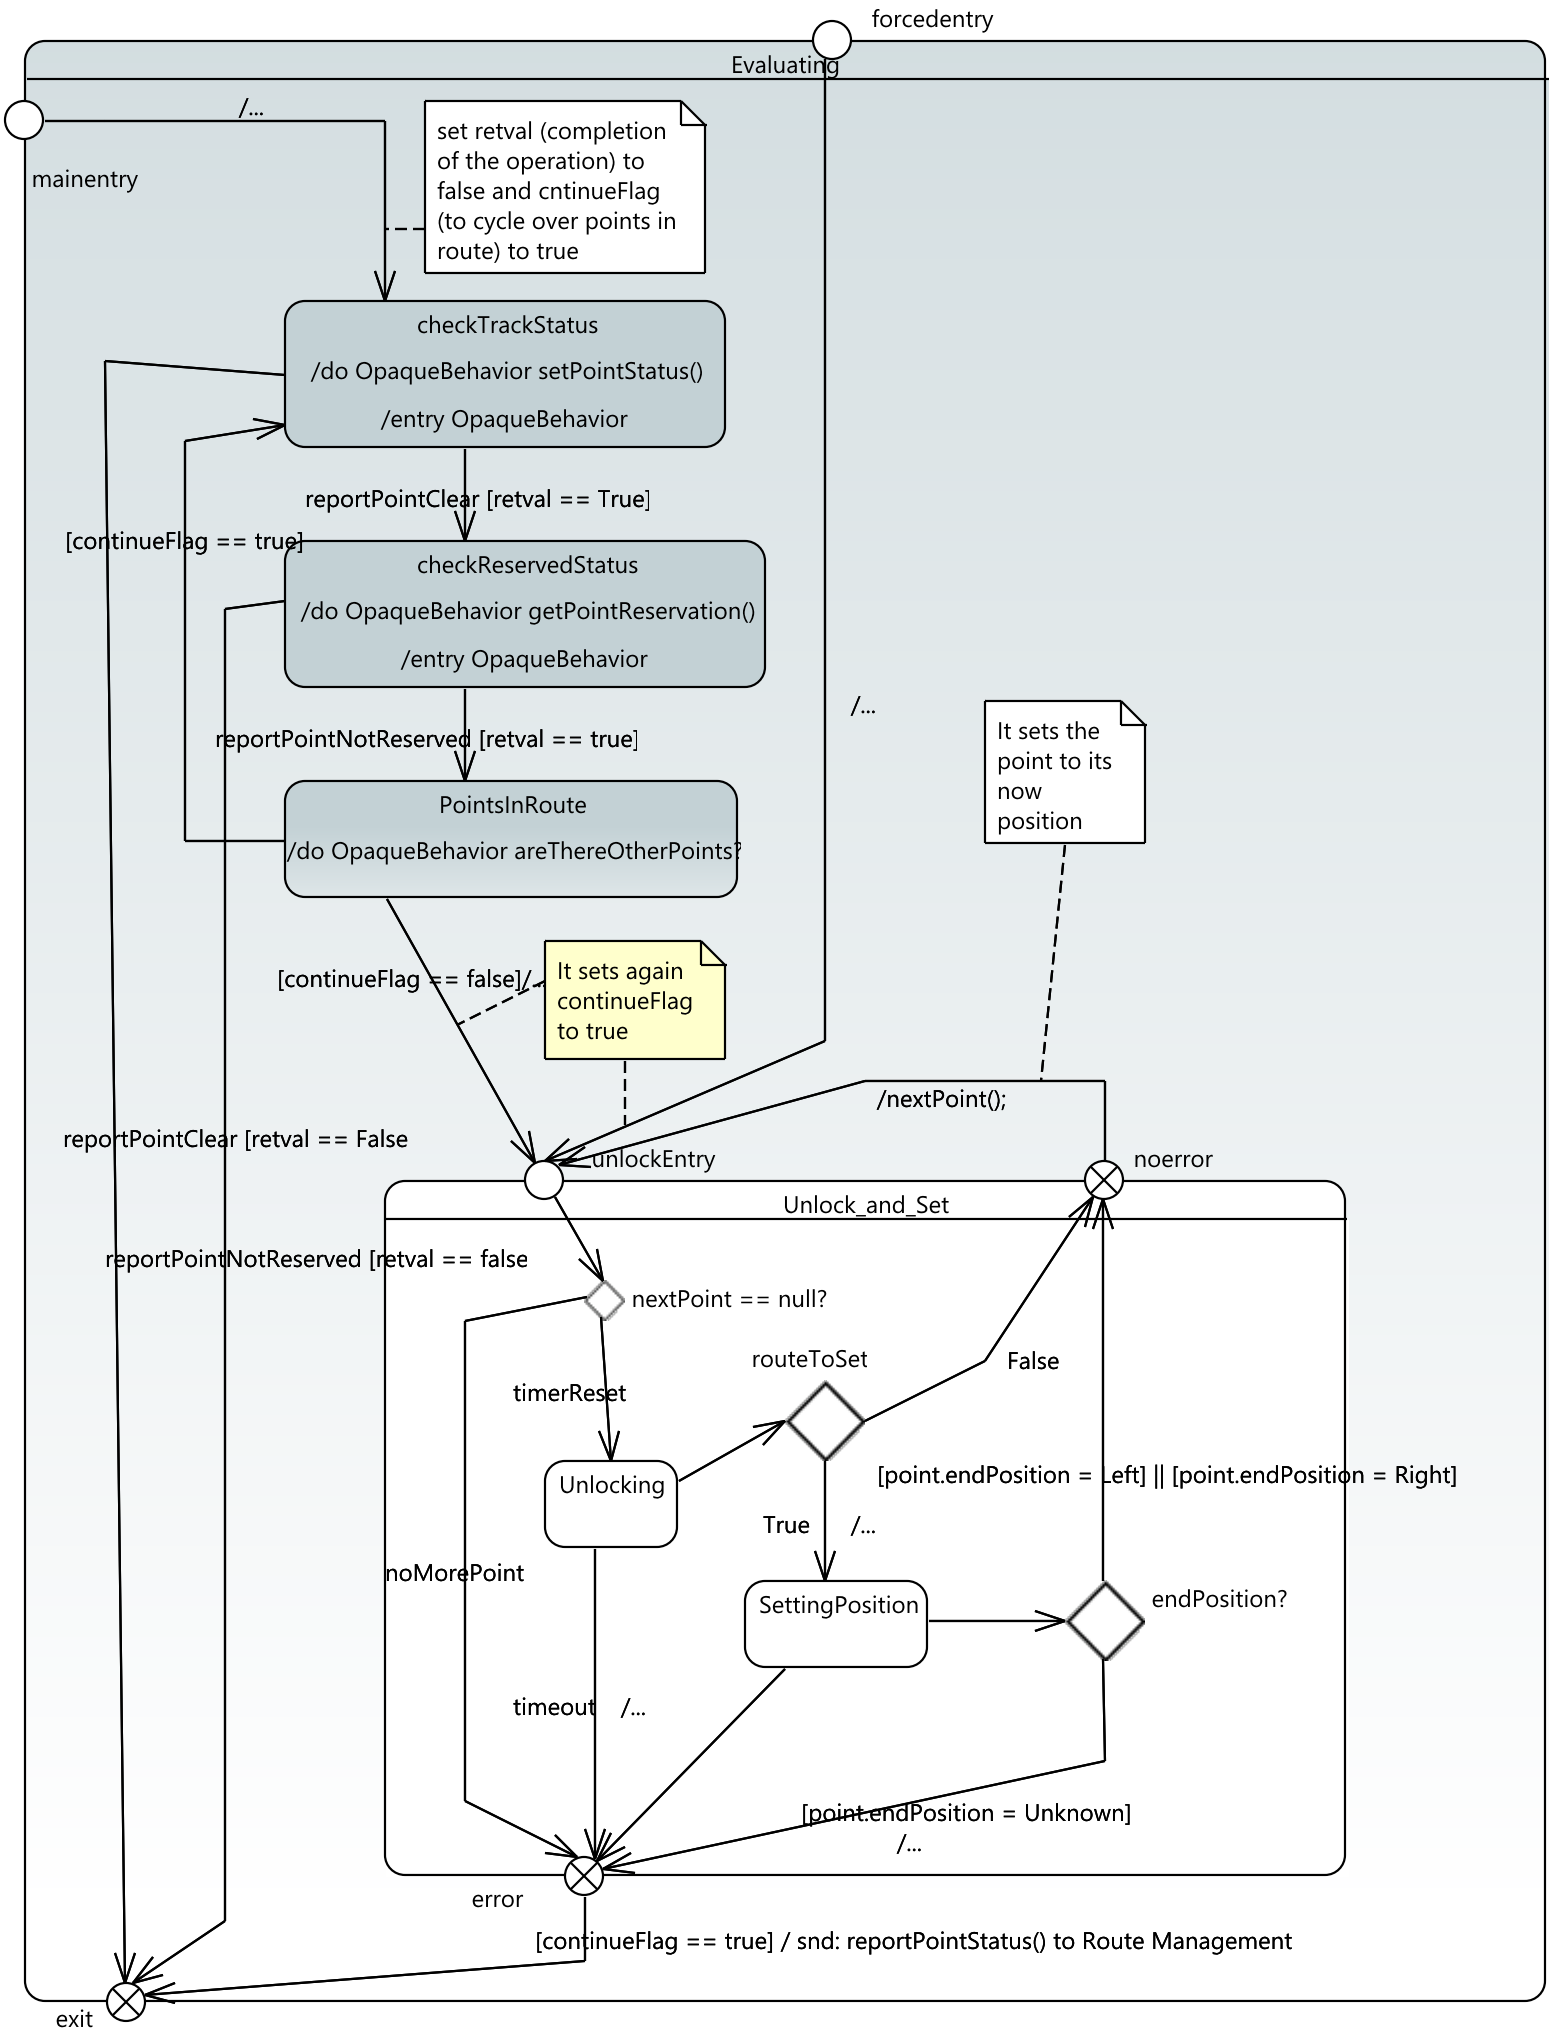 forcedentry
Evaluating
/...
mainentry
set retval (completion
of the operation) to
false and cntinueFlag
(to cycle over points in
route) to true
checkTrackStatus
/do OpaqueBehavior setPointStatus()
/entry OpaqueBehavior
reportPointClear [retval == True]
[continueFlag == true]
checkReservedStatus
/do OpaqueBehavior getPointReservation()
/entry OpaqueBehavior
/...
It sets the
point to its
now
position
reportPointNotReserved [retval == true]
PointsInRoute
/do OpaqueBehavior areThereOtherPoints?
[continueFlag == false]/...
It sets again
continueFlag
to true
/nextPoint();
reportPointClear [retval == False
unlockEntry
noerror
Unlock_and_Set
reportPointNotReserved [retval == false
nextPoint == null?
routeToSet
False
timerReset
[point.endPosition = Left] || [point.endPosition = Right]
Unlocking
True /...
noMorePoint
SettingPosition
endPosition?
timeout /...
[point.endPosition = Unknown]
/...
error
[continueFlag == true] / snd: reportPointStatus() to Route Management
exit